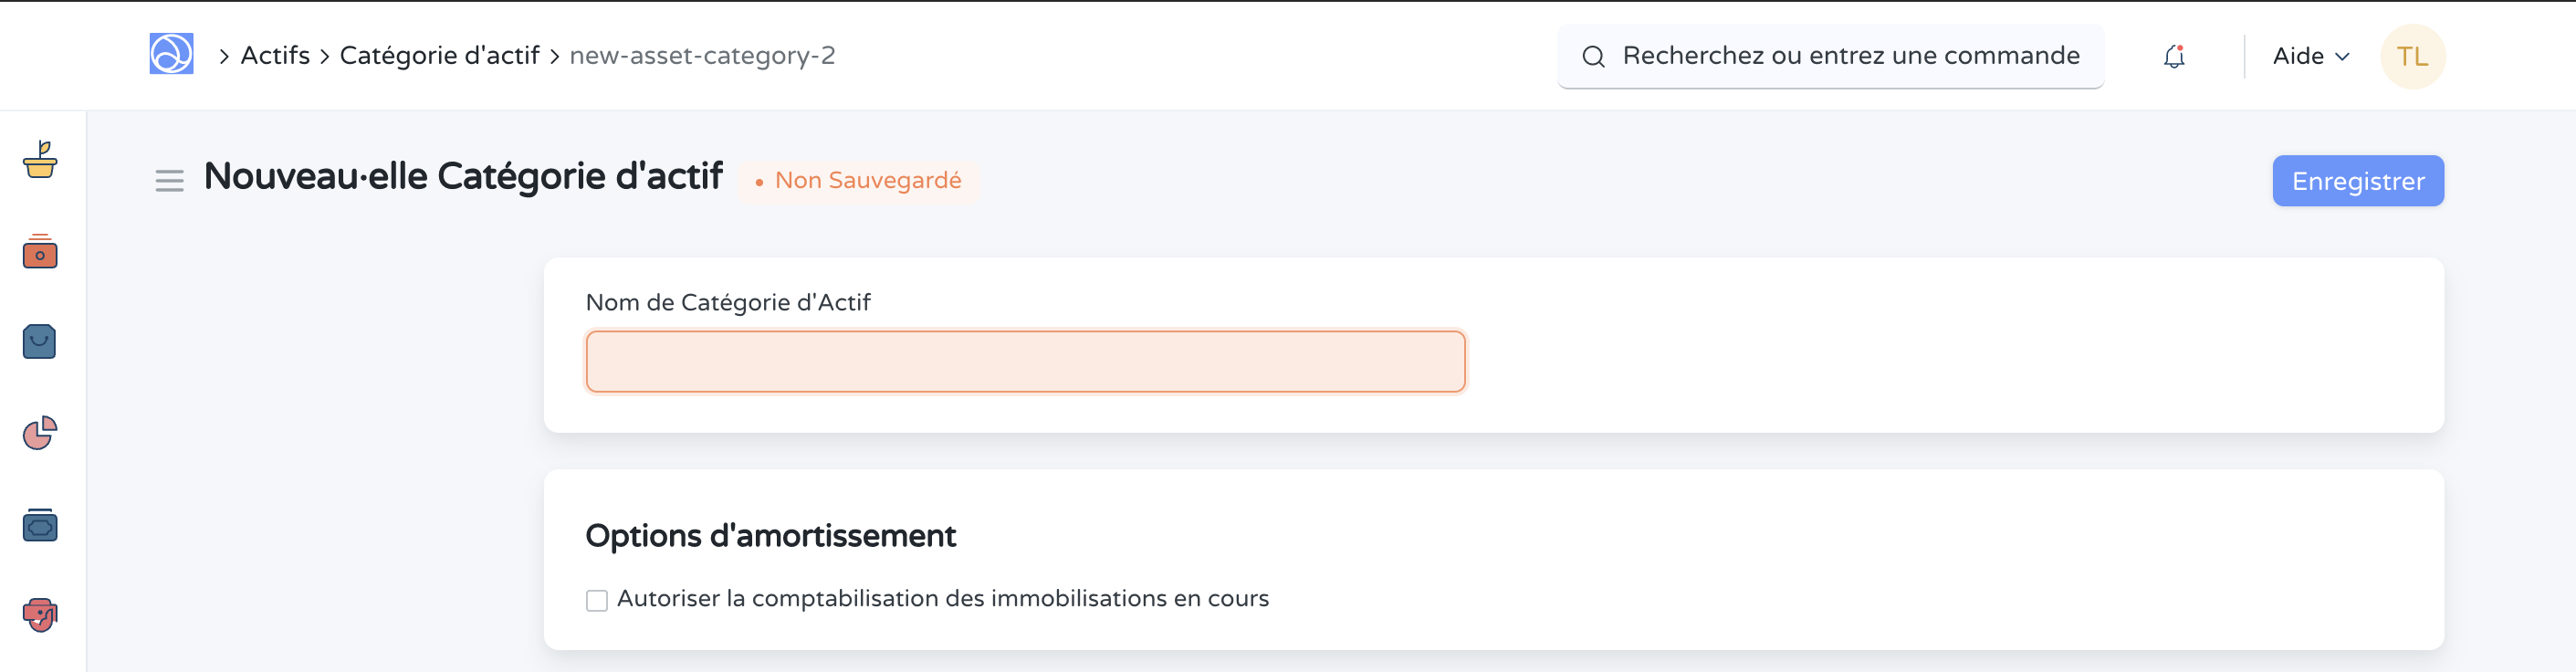 Actifs > Catégorie d'actif > new-asset-category-2
Recherchez ou entrez une commande
Aide
TL
Nouveau·elle Catégorie d'actif
• Non Sauvegardé
Enregistrer
Nom de Catégorie d'Actif
Options d'amortissement
Autoriser la comptabilisation des immobilisations en cours